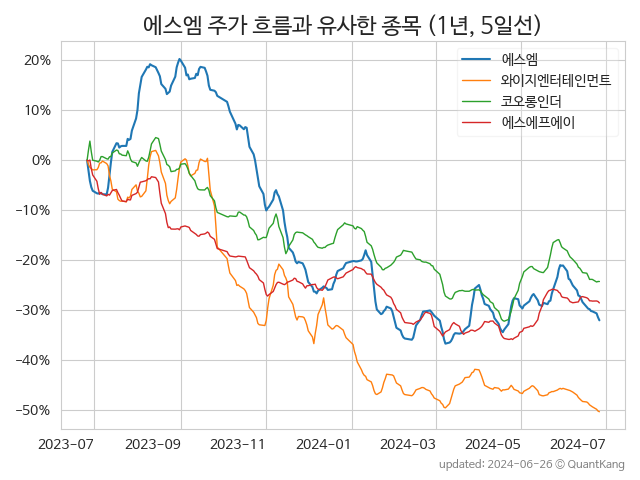 에스엠 주가 흐름과 유사한 종목 (1년, 5일선)
에스엠
와이지엔터테인먼트
코오롱인더
에스에프에이
20%
10%
0%
−10%
−20%
−30%
−40%
−50%
2023-07 2023-09 2023-11 2024-01 2024-03 2024-05 2024-07
updated: 2024-06-26 © QuantKang